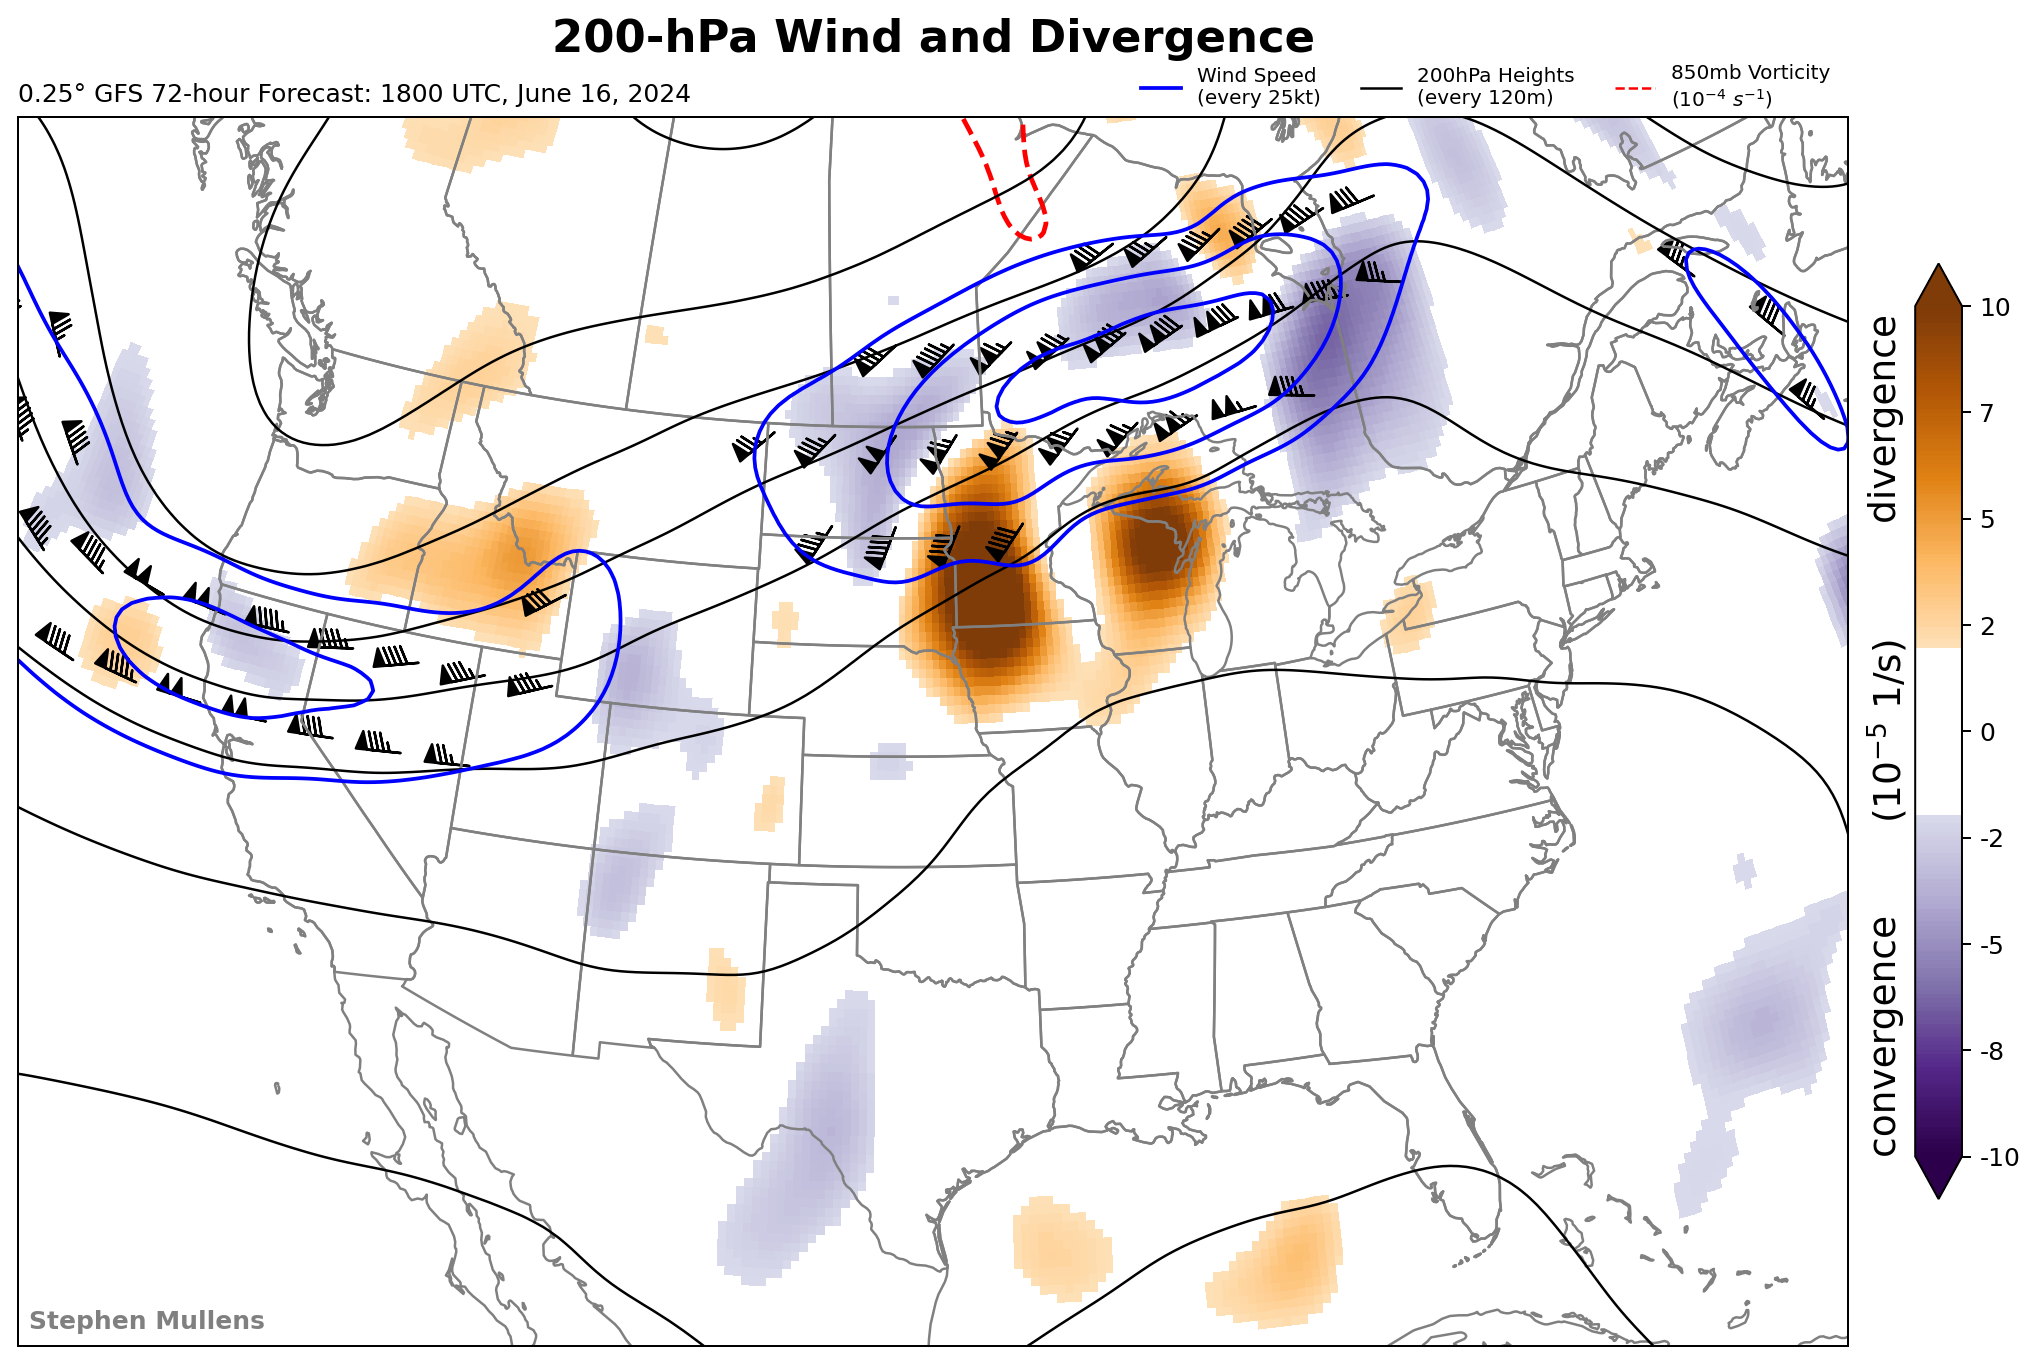 200-hPa Wind and Divergence
0.25° GFS 72-hour Forecast: 1800 UTC, June 16, 2024
Wind Speed
(every 25kt)
200hPa Heights
(every 120m)
850mb Vorticity
(10⁻⁴ s⁻¹)
10
7
5
2
0
-2
-5
-8
-10
convergence (10⁻⁵ 1/s) divergence
Stephen Mullens